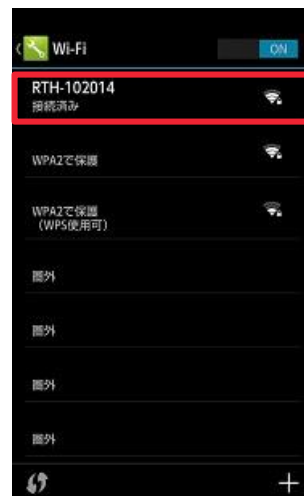 Wi-Fi
ON
RTH-102014
接続済み
WPA2で保護
WPA2で保護
(WPS使用可)
圏外
圏外
圏外
圏外